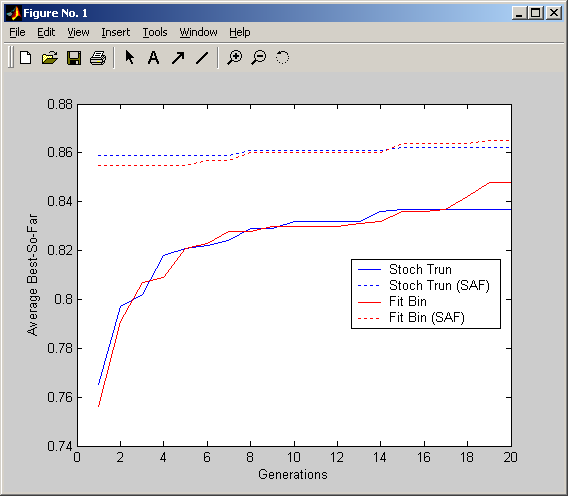 Figure No. 1
File Edit View Insert Tools Window Help
0.88
0.86
0.84
0.82
0.8
0.78
0.76
0.74
Average Best-So-Far
Stoch Trun
Stoch Trun (SAF)
Fit Bin
Fit Bin (SAF)
0 2 4 6 8 10 12 14 16 18 20
Generations